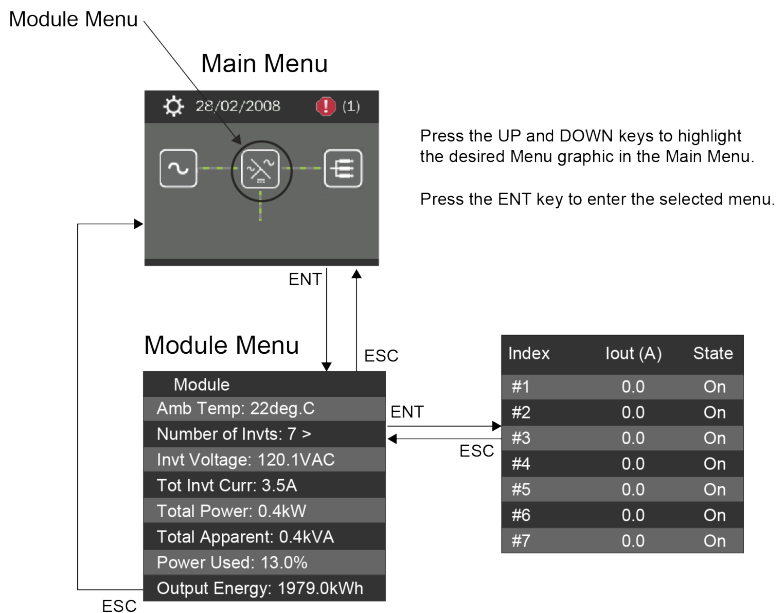 Module Menu
Main Menu
28/02/2008
! (1)
Press the UP and DOWN keys to highlight
the desired Menu graphic in the Main Menu.
Press the ENT key to enter the selected menu.
ENT
ESC
Module Menu
Module
Amb Temp: 22deg.C
Number of Invts: 7 >
Invt Voltage: 120.1VAC
Tot Invt Curr: 3.5A
Total Power: 0.4kW
Total Apparent: 0.4kVA
Power Used: 13.0%
Output Energy: 1979.0kWh
ESC
ENT
ESC
Index Iout (A) State
#1 0.0 On
#2 0.0 On
#3 0.0 On
#4 0.0 On
#5 0.0 On
#6 0.0 On
#7 0.0 On